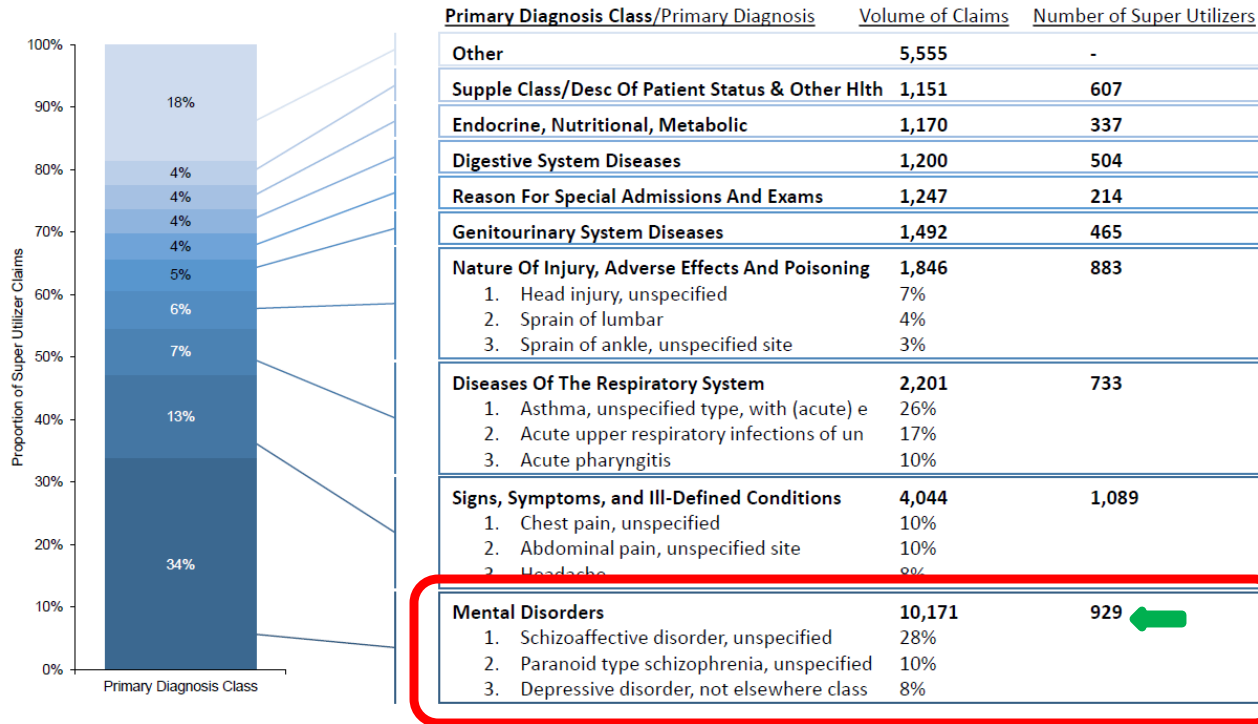 Primary Diagnosis Class/Primary Diagnosis Volume of Claims Number of Super Utilizers
Other 5,555 -
Supple Class/Desc Of Patient Status & Other Hlth 1,151 607
Endocrine, Nutritional, Metabolic 1,170 337
Digestive System Diseases 1,200 504
Reason For Special Admissions And Exams 1,247 214
Genitourinary System Diseases 1,492 465
Nature Of Injury, Adverse Effects And Poisoning 1,846 883
1. Head injury, unspecified 7%
2. Sprain of lumbar 4%
3. Sprain of ankle, unspecified site 3%
Diseases Of The Respiratory System 2,201 733
1. Asthma, unspecified type, with (acute) e 26%
2. Acute upper respiratory infections of un 17%
3. Acute pharyngitis 10%
Signs, Symptoms, and Ill-Defined Conditions 4,044 1,089
1. Chest pain, unspecified 10%
2. Abdominal pain, unspecified site 10%
3. Headache 8%
Mental Disorders 10,171 929
1. Schizoaffective disorder, unspecified 28%
2. Paranoid type schizophrenia, unspecified 10%
3. Depressive disorder, not elsewhere class 8%
Proportion of Super Utilizer Claims
100%
90%
80%
70%
60%
50%
40%
30%
20%
10%
0%
18%
4%
4%
4%
4%
5%
6%
7%
13%
34%
Primary Diagnosis Class